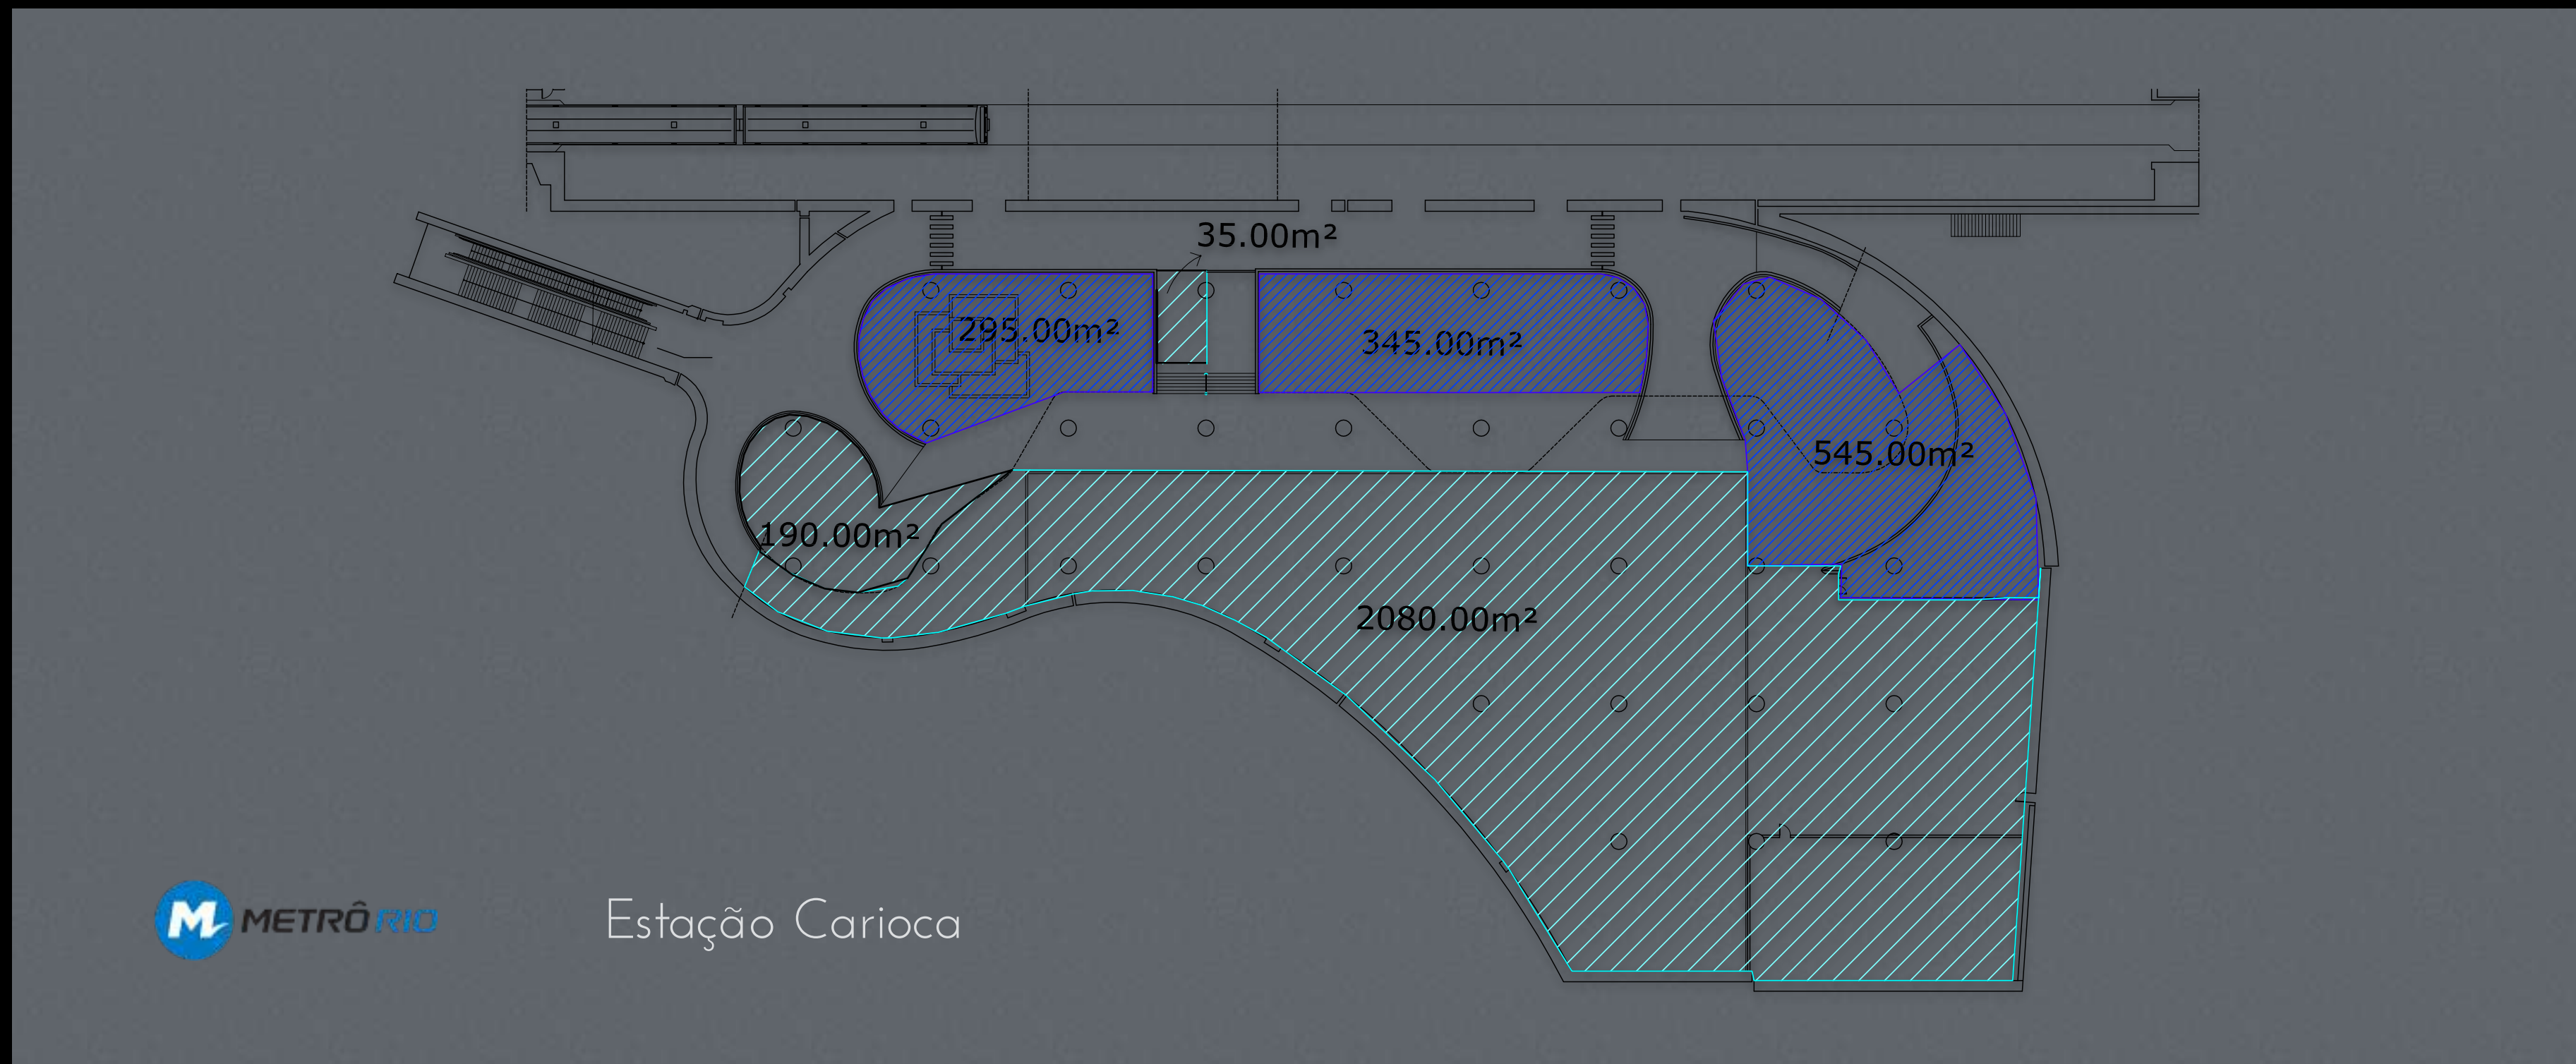 35.00m²
295.00m²
345.00m²
545.00m²
190.00m²
2080.00m²
METRÔ RIO
Estação Carioca